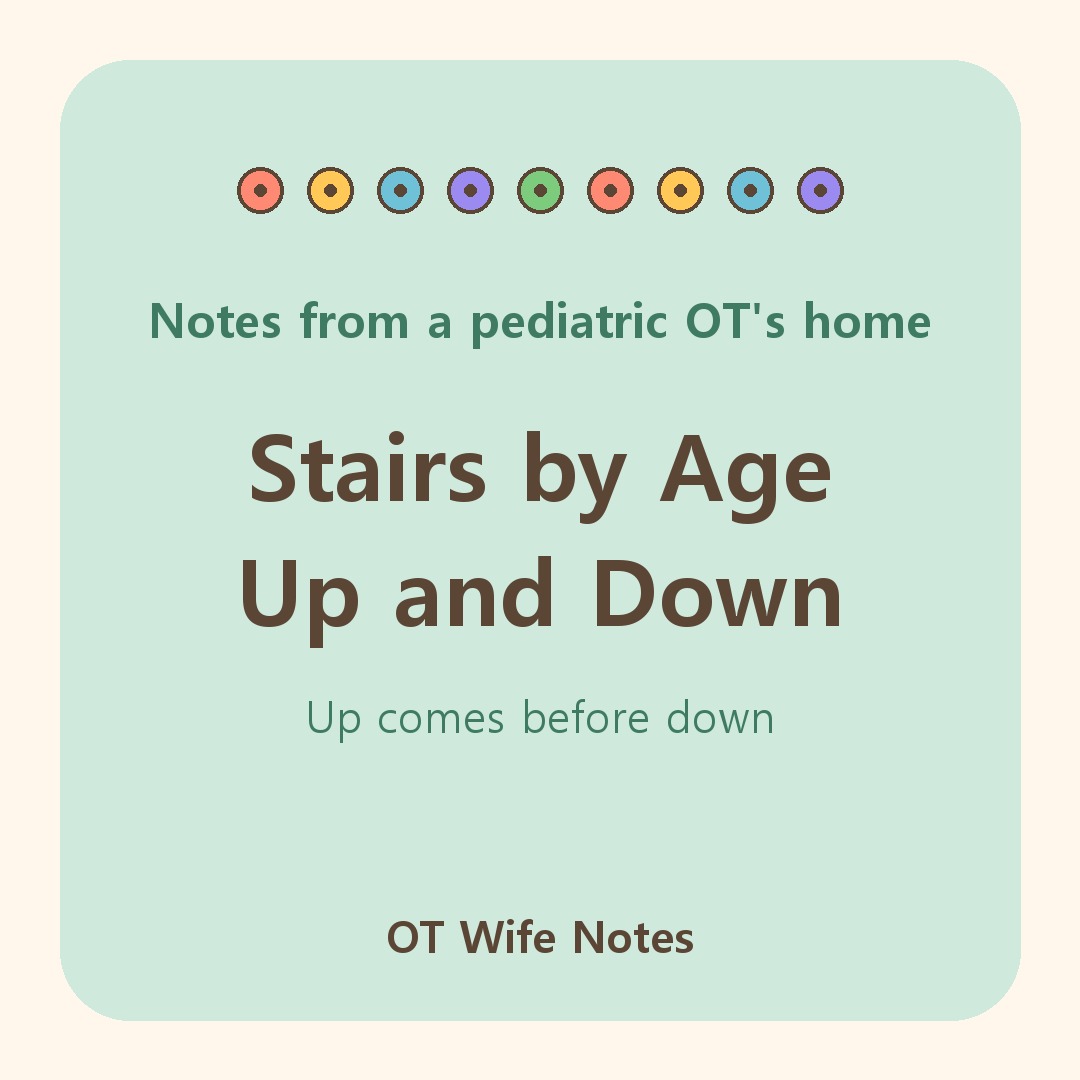 Notes from a pediatric OT's home
Stairs by Age
Up and Down
Up comes before down
OT Wife Notes